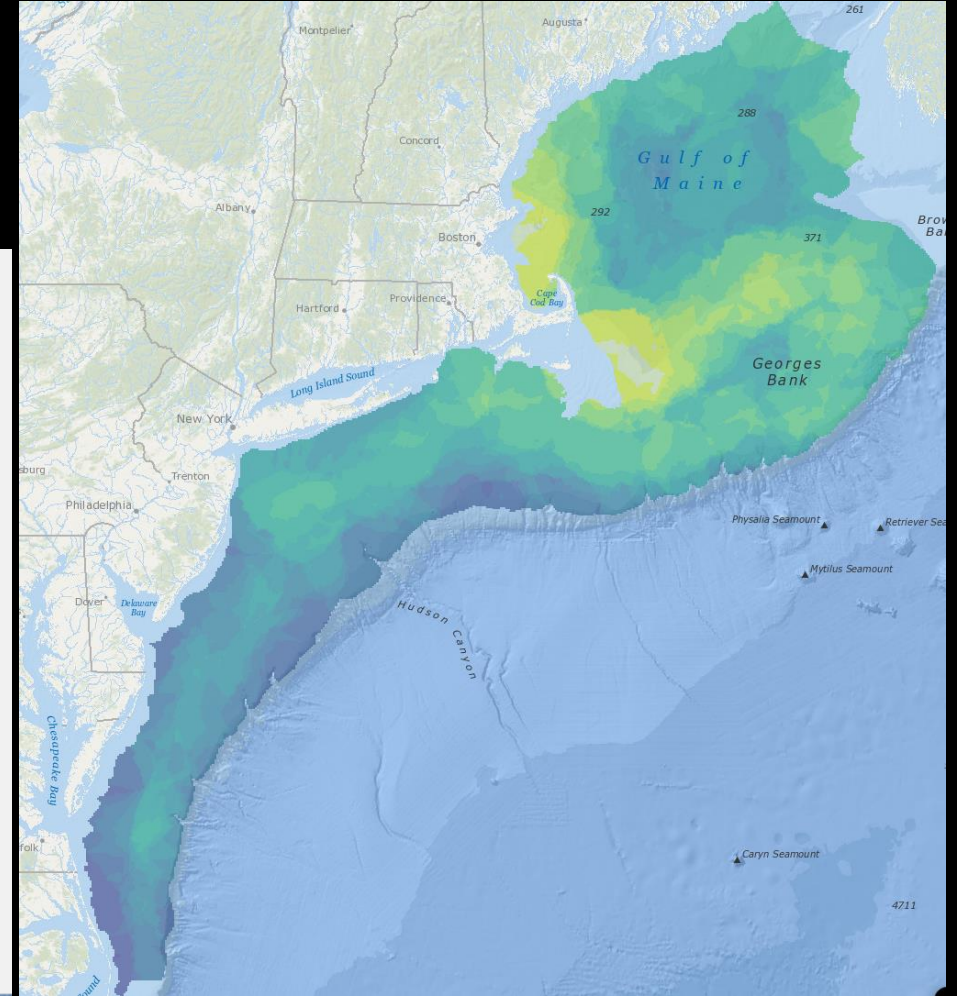 261
Augusta
Montpelier
288
Concord
Gulf of
Maine
Albany
292
Brow
Ban
371
Boston
Cape
Cod Bay
Providence
Hartford
Georges
Bank
Long Island Sound
New York
sburg
Trenton
Philadelphia
Physalia Seamount
Retriever Sea
Mytilus Seamount
Dover
Delaware
Bay
Hudson Canyon
Chesapeake Bay
folk
Caryn Seamount
4711
ound